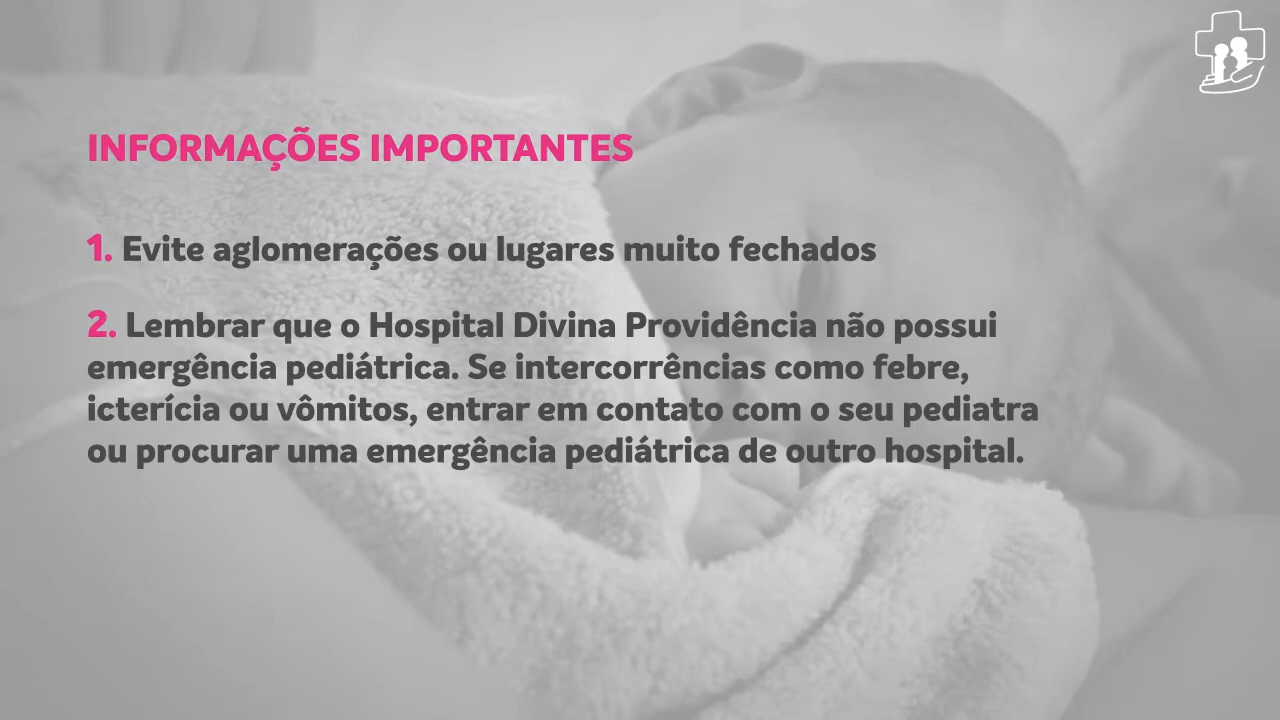 INFORMAÇÕES IMPORTANTES
1. Evite aglomerações ou lugares muito fechados
2. Lembrar que o Hospital Divina Providência não possui
emergência pediátrica. Se intercorrências como febre,
icterícia ou vômitos, entrar em contato com o seu pediatra
ou procurar uma emergência pediátrica de outro hospital.